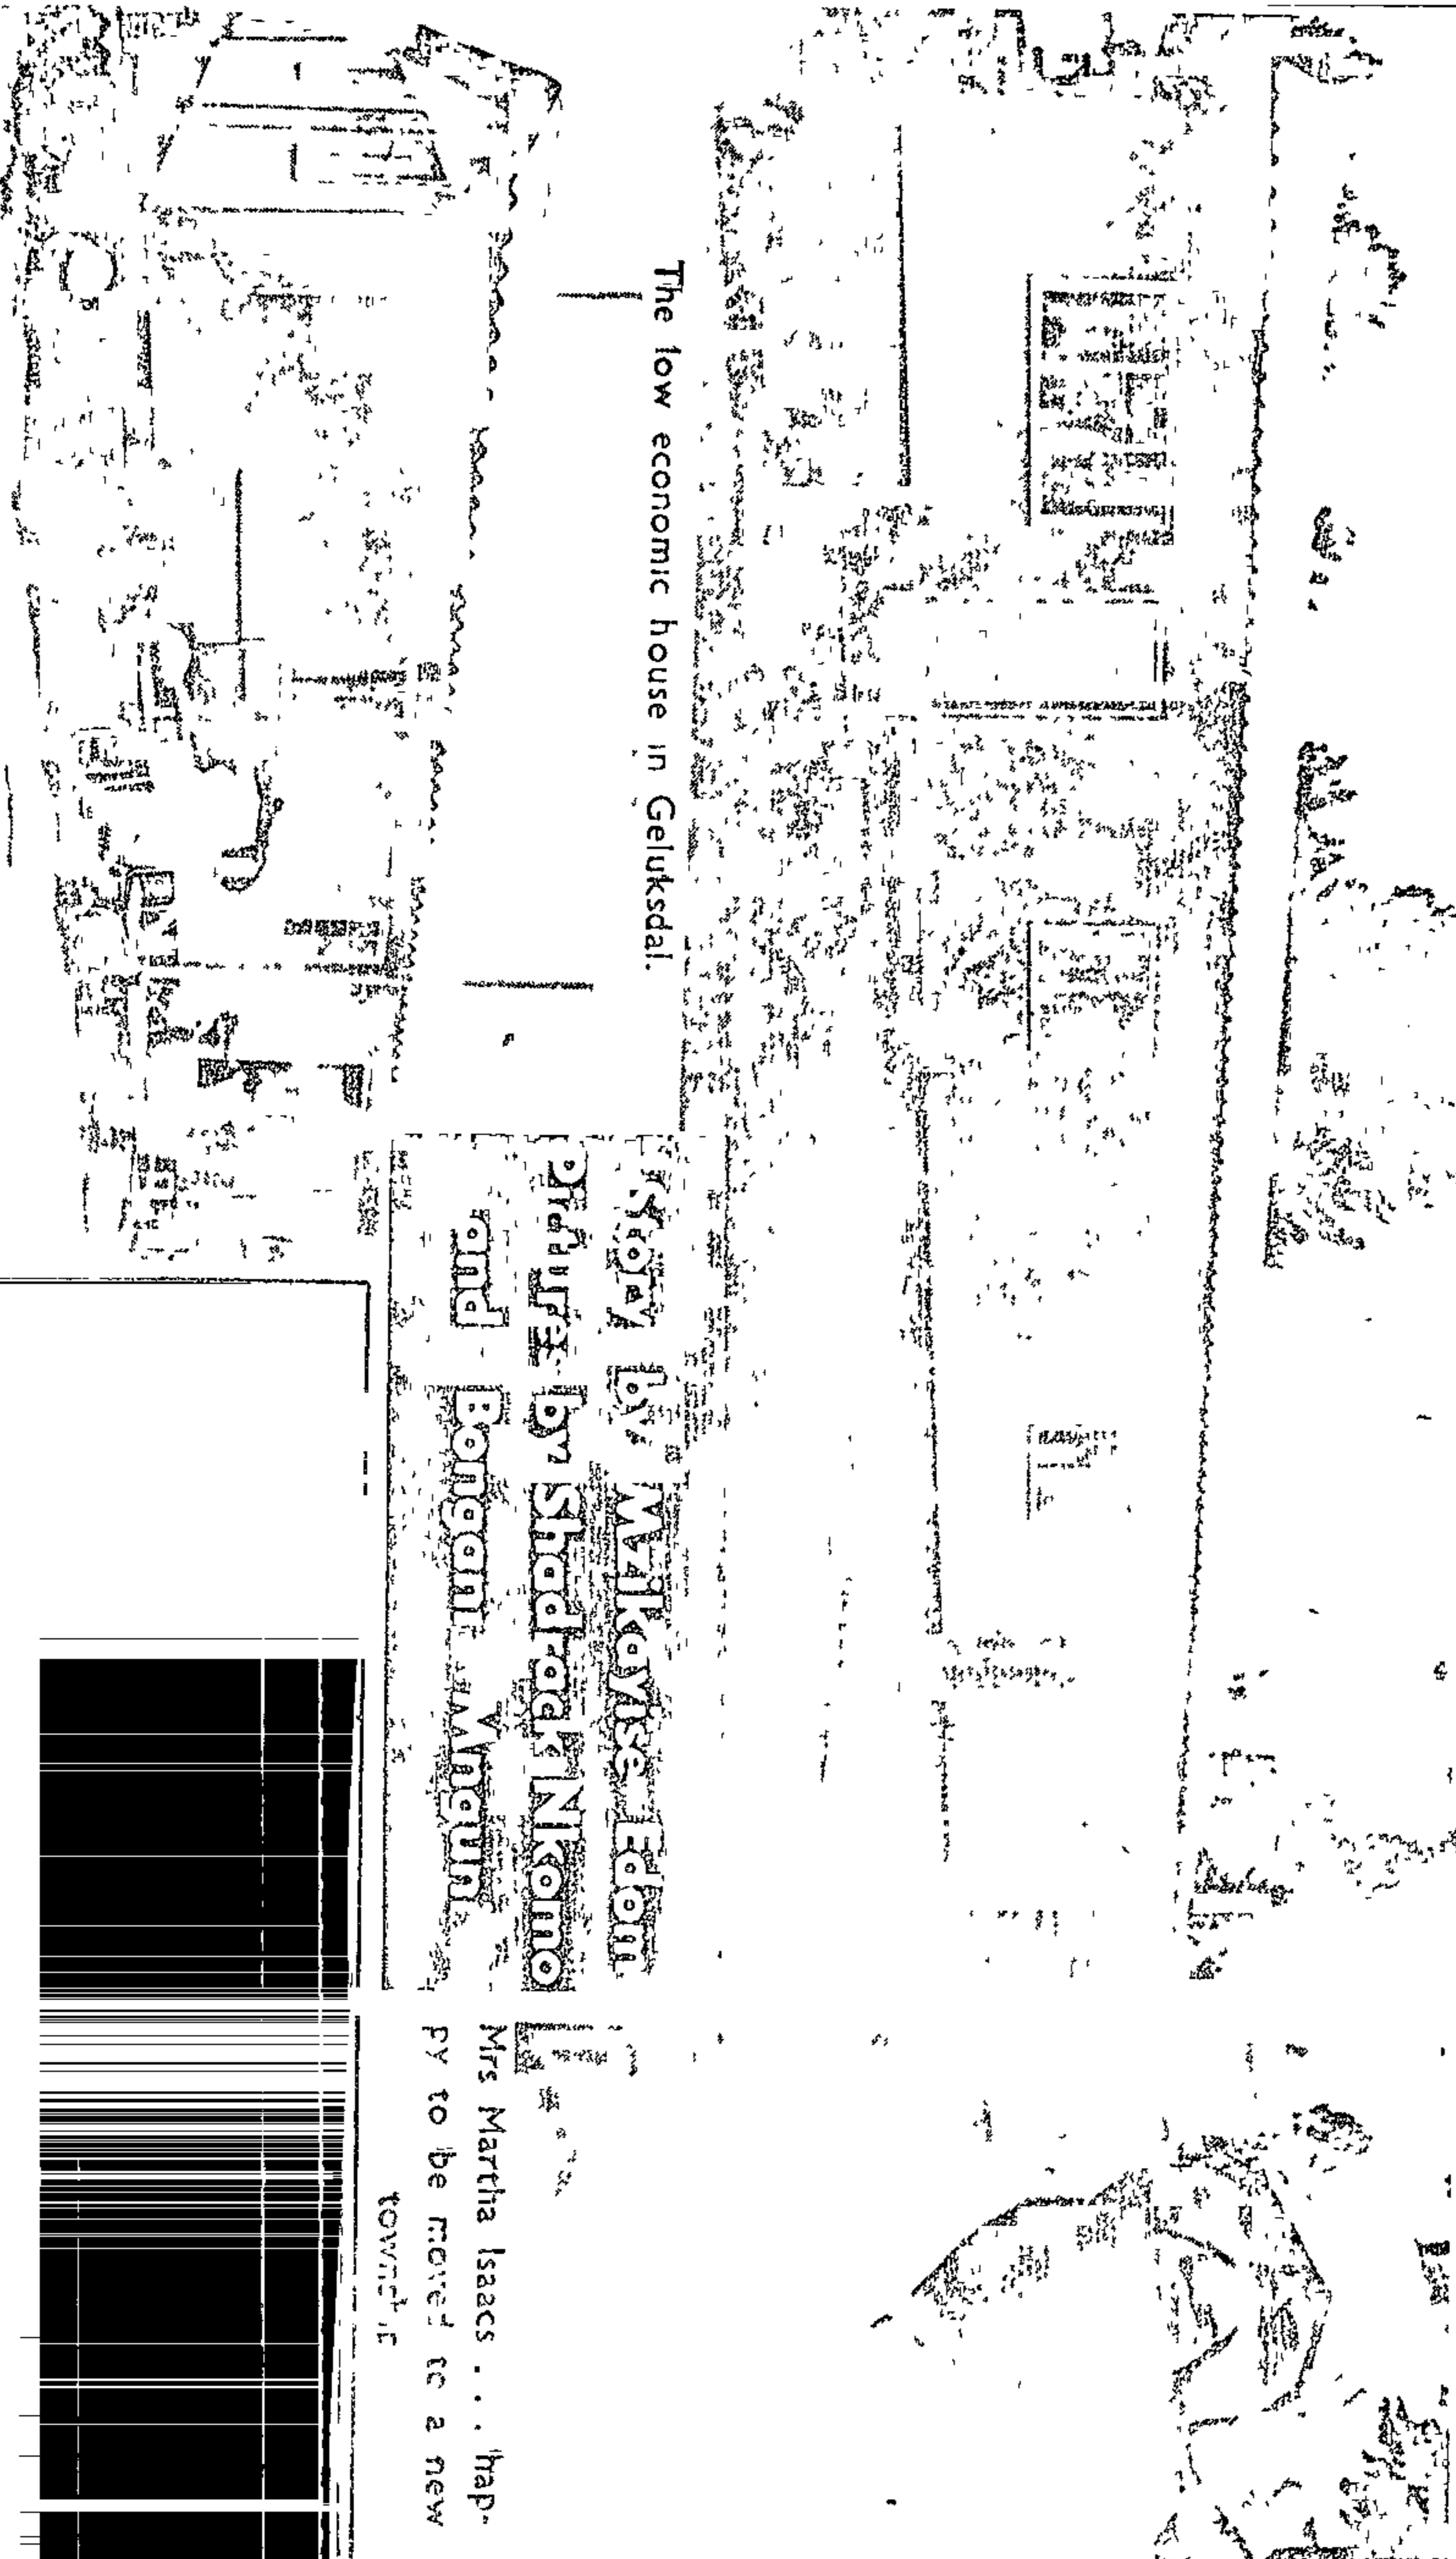 The low economic house in Geluksdal.
Story by Mzikayise Edom
Picture by Shadrack Nkomo
and Bongani Mngun
Mrs Martha Isaacs . . . hap-
py to be moved to a new